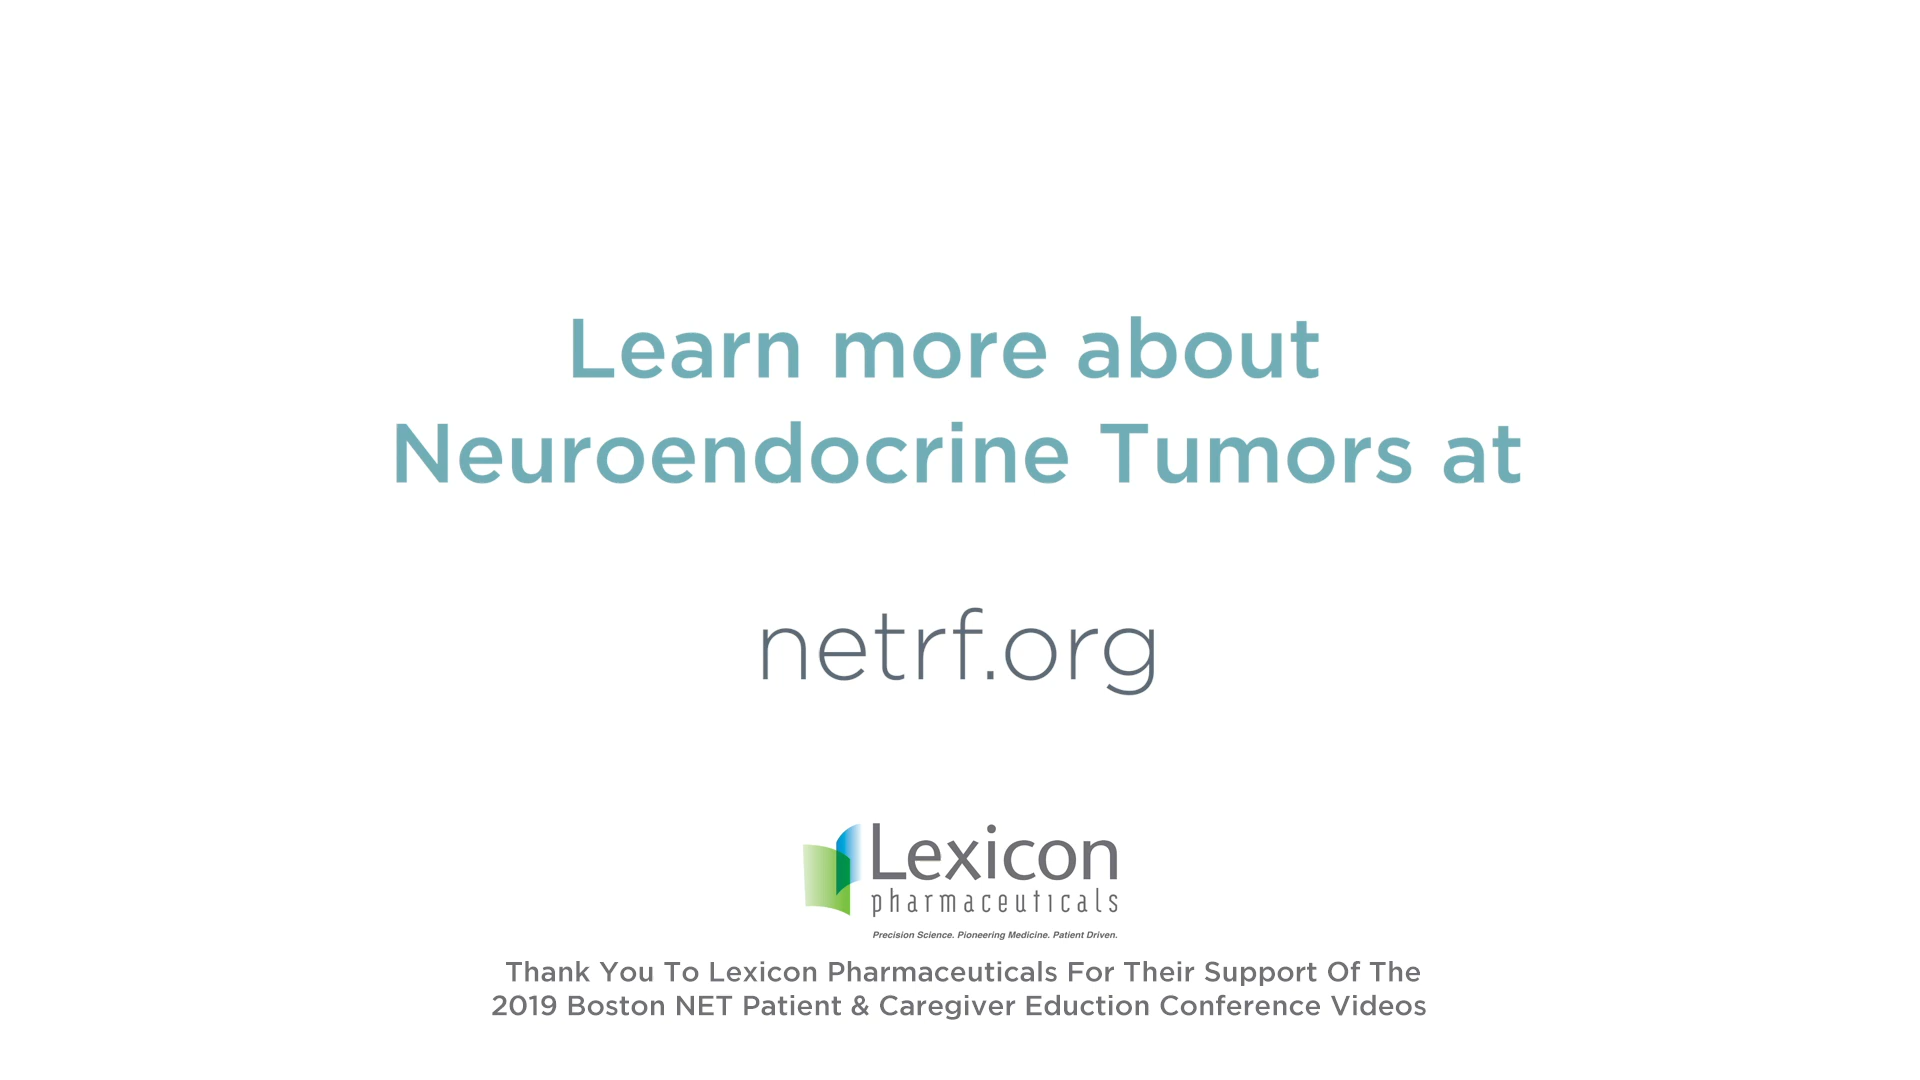 Learn more about
Neuroendocrine Tumors at
netrf.org
Lexicon
pharmaceuticals
Precision Science. Pioneering Medicine. Patient Driven.
Thank You To Lexicon Pharmaceuticals For Their Support Of The
2019 Boston NET Patient & Caregiver Eduction Conference Videos